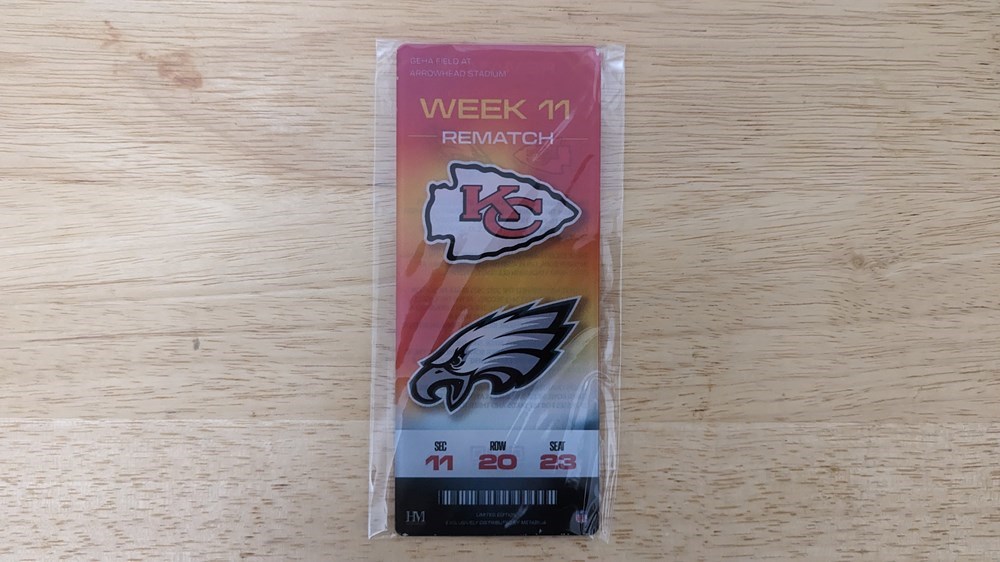 GEHA FIELD AT
ARROWHEAD STADIUM
WEEK 11
REMATCH
KC
SEC ROW SEAT
11 20 23
LIMITED EDITION
HM